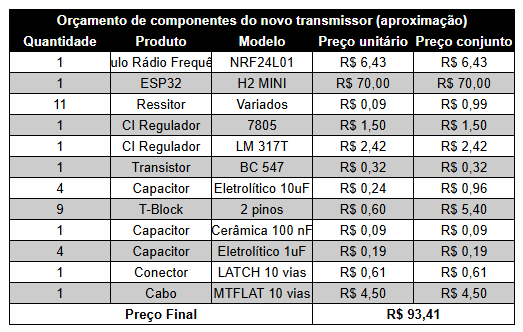 Orçamento de componentes do novo transmissor (aproximação)
Quantidade Produto Modelo Preço unitário Preço conjunto
1 ulo Rádio Frequê NRF24L01 R$ 6,43 R$ 6,43
1 ESP32 H2 MINI R$ 70,00 R$ 70,00
11 Ressitor Variados R$ 0,09 R$ 0,99
1 CI Regulador 7805 R$ 1,50 R$ 1,50
1 CI Regulador LM 317T R$ 2,42 R$ 2,42
1 Transistor BC 547 R$ 0,32 R$ 0,32
4 Capacitor Eletrolítico 10uF R$ 0,24 R$ 0,96
9 T-Block 2 pinos R$ 0,60 R$ 5,40
1 Capacitor Cerâmica 100 nF R$ 0,09 R$ 0,09
4 Capacitor Eletrolítico 1uF R$ 0,19 R$ 0,19
1 Conector LATCH 10 vias R$ 0,61 R$ 0,61
1 Cabo MTFLAT 10 vias R$ 4,50 R$ 4,50
Preço Final R$ 93,41